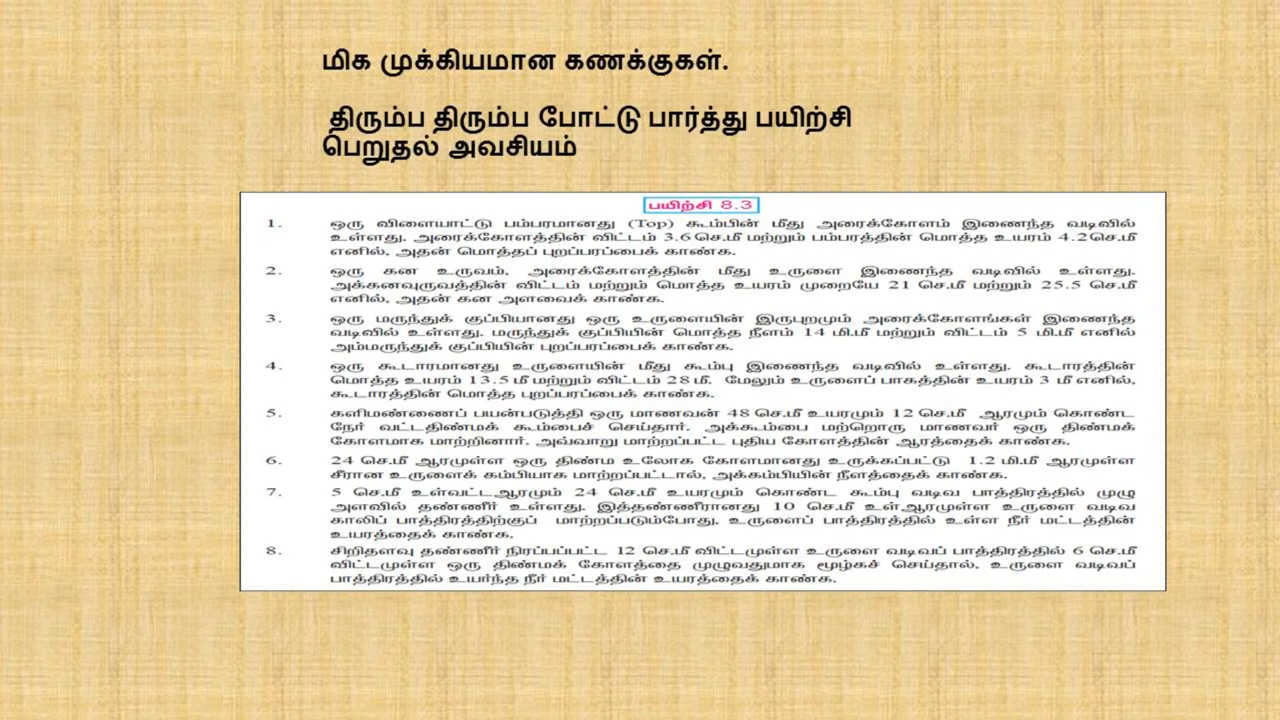 மிக முக்கியமான கணக்குகள்.
திரும்ப திரும்ப போட்டு பார்த்து பயிற்சி
பெறுதல் அவசியம்
பயிற்சி 8.3
1. ஒரு விளையாட்டு பம்பரமானது (Top) கூம்பின் மீது அரைக்கோளம் இணைந்த வடிவில்
உள்ளது. அரைக்கோளத்தின் விட்டம் 3.6 செ.மீ மற்றும் பம்பரத்தின் மொத்த உயரம் 4.2செ.மீ
எனில், அதன் மொத்தப் புறப்பரப்பைக் காண்க.
2. ஒரு கன உருவம், அரைக்கோளத்தின் மீது உருளை இணைந்த வடிவில் உள்ளது.
அக்கனவுருவத்தின் விட்டம் மற்றும் மொத்த உயரம் முறையே 21 செ.மீ மற்றும் 25.5 செ.மீ
எனில், அதன் கன அளவைக் காண்க.
3. ஒரு மருந்துக் குப்பியானது ஒரு உருளையின் இருபுறமும் அரைக்கோளங்கள் இணைந்த
வடிவில் உள்ளது. மருந்துக் குப்பியின் மொத்த நீளம் 14 மி.மீ மற்றும் விட்டம் 5 மி.மீ எனில்
அம்மருந்துக் குப்பியின் புறப்பரப்பைக் காண்க.
4. ஒரு கூடாரமானது உருளையின் மீது கூம்பு இணைந்த வடிவில் உள்ளது. கூடாரத்தின்
மொத்த உயரம் 13.5 மீ மற்றும் விட்டம் 28 மீ. மேலும் உருளைப் பாகத்தின் உயரம் 3 மீ எனில்,
கூடாரத்தின் மொத்த புறப்பரப்பைக் காண்க.
5. களிமண்ணைப் பயன்படுத்தி ஒரு மாணவன் 48 செ.மீ உயரமும் 12 செ.மீ ஆரமும் கொண்ட
நேர் வட்டதிண்மக் கூம்பைச் செய்தார். அக்கூம்பை மற்றொரு மாணவர் ஒரு திண்மக்
கோளமாக மாற்றினார். அவ்வாறு மாற்றப்பட்ட புதிய கோளத்தின் ஆரத்தைக் காண்க.
6. 24 செ.மீ ஆரமுள்ள ஒரு திண்ம உலோக கோளமானது உருக்கப்பட்டு 1.2 மி.மீ ஆரமுள்ள
சீரான உருளைக் கம்பியாக மாற்றப்பட்டால், அக்கம்பியின் நீளத்தைக் காண்க.
7. 5 செ.மீ உள்வட்டஆரமும் 24 செ.மீ உயரமும் கொண்ட கூம்பு வடிவ பாத்திரத்தில் முழு
அளவில் தண்ணீர் உள்ளது. இத்தண்ணீரானது 10 செ.மீ உள்ஆரமுள்ள உருளை வடிவ
காலிப் பாத்திரத்திற்குப் மாற்றப்படும்போது, உருளைப் பாத்திரத்தில் உள்ள நீர் மட்டத்தின்
உயரத்தைக் காண்க.
8. சிறிதளவு தண்ணீர் நிரப்பப்பட்ட 12 செ.மீ விட்டமுள்ள உருளை வடிவப் பாத்திரத்தில் 6 செ.மீ
விட்டமுள்ள ஒரு திண்மக் கோளத்தை முழுவதுமாக மூழ்கச் செய்தால், உருளை வடிவப்
பாத்திரத்தில் உயர்ந்த நீர் மட்டத்தின் உயரத்தைக் காண்க.